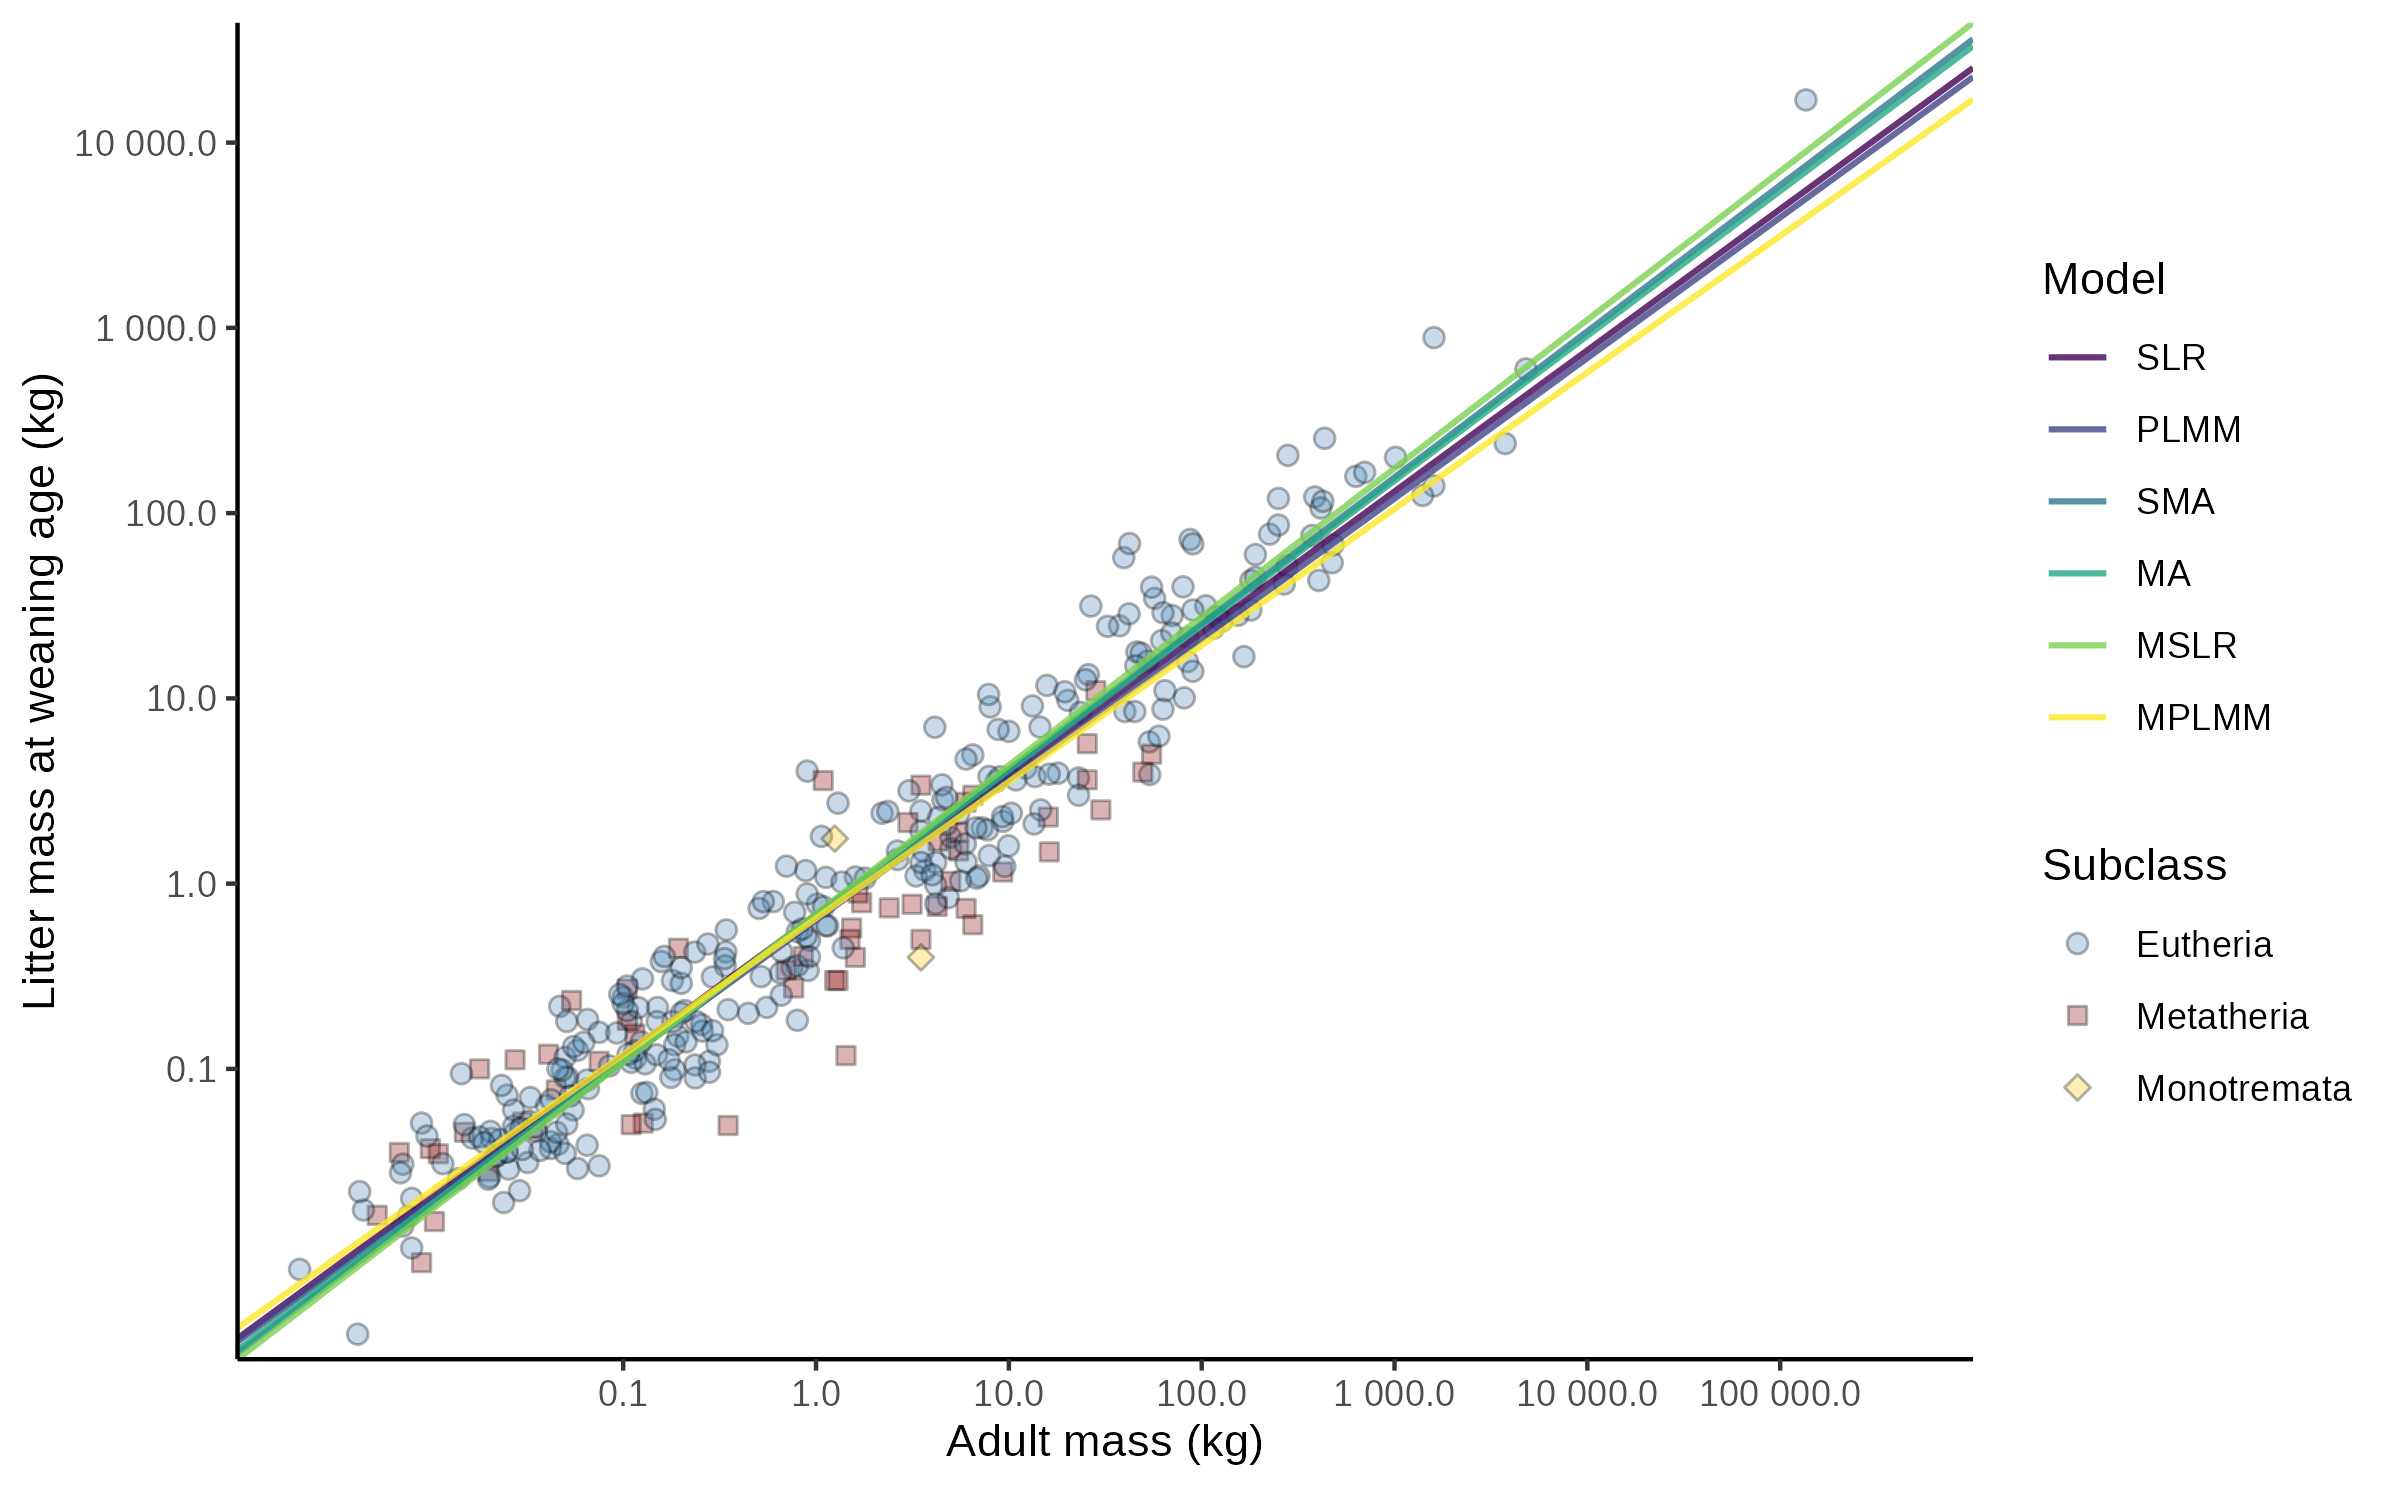 Litter mass at weaning age (kg)
10 000.0
1 000.0
100.0
10.0
1.0
0.1
0.1 1.0 10.0 100.0 1 000.0 10 000.0 100 000.0
Adult mass (kg)
Model
SLR
PLMM
SMA
MA
MSLR
MPLMM
Subclass
Eutheria
Metatheria
Monotremata